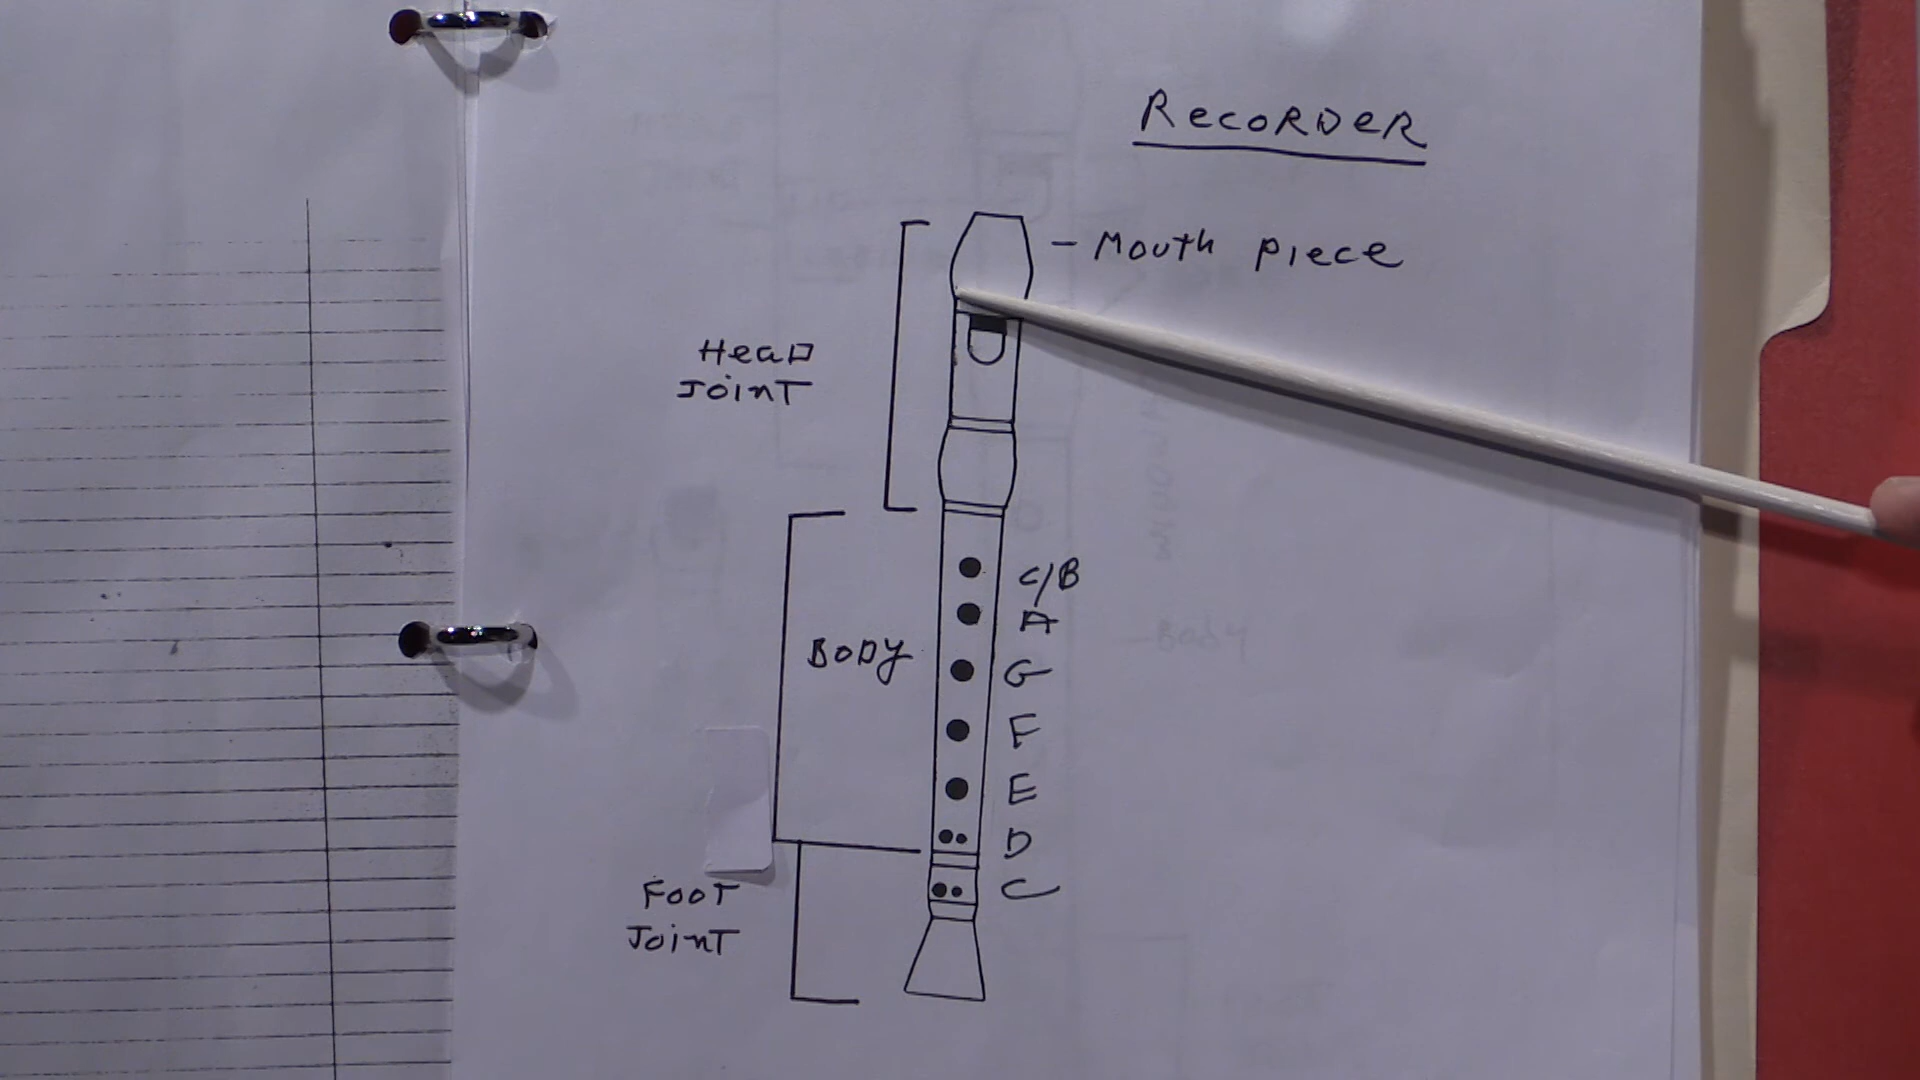 RecoRDeR
- Mouth piece
HeaD
JoinT
C/B
A
BODY
G
F
E
D
C
FooT
JoinT